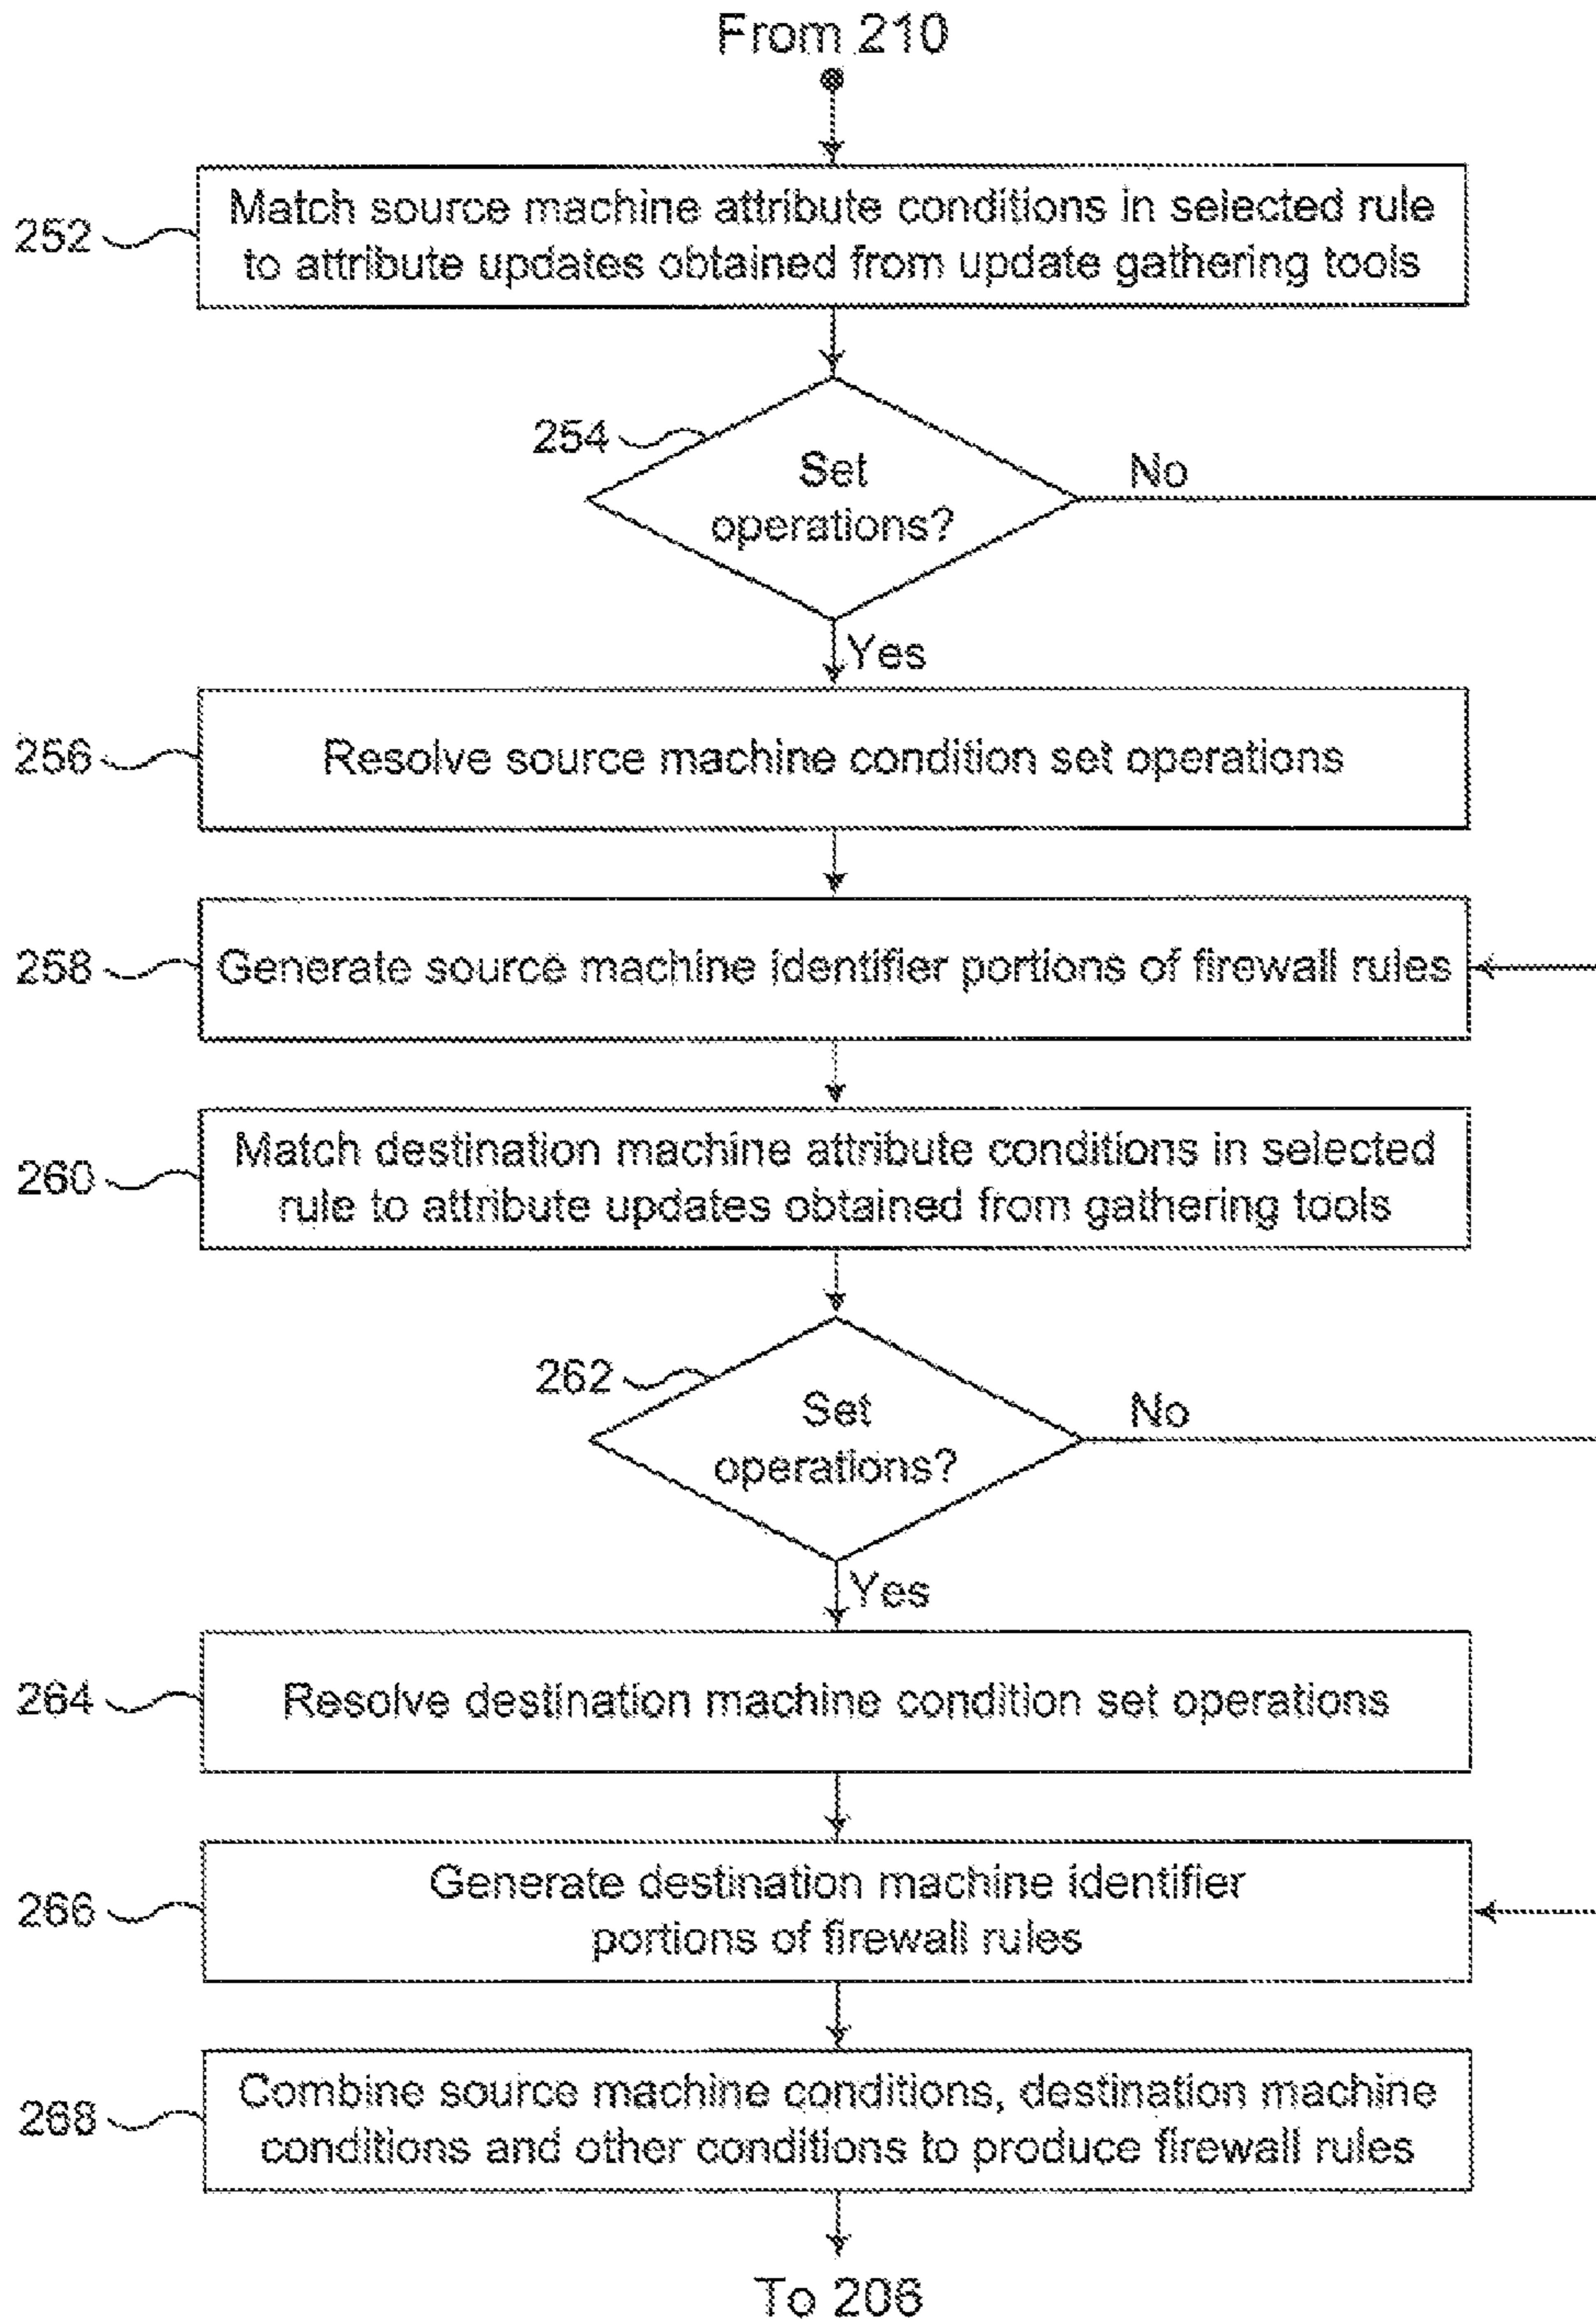 From 210
252
Match source machine attribute conditions in selected rule
to attribute updates obtained from update gathering tools
254
Set
operations?
No
Yes
256
Resolve source machine condition set operations
258
Generate source machine identifier portions of firewall rules
260
Match destination machine attribute conditions in selected
rule to attribute updates obtained from gathering tools
262
Set
operations?
No
Yes
264
Resolve destination machine condition set operations
266
Generate destination machine identifier
portions of firewall rules
268
Combine source machine conditions, destination machine
conditions and other conditions to produce firewall rules
To 206